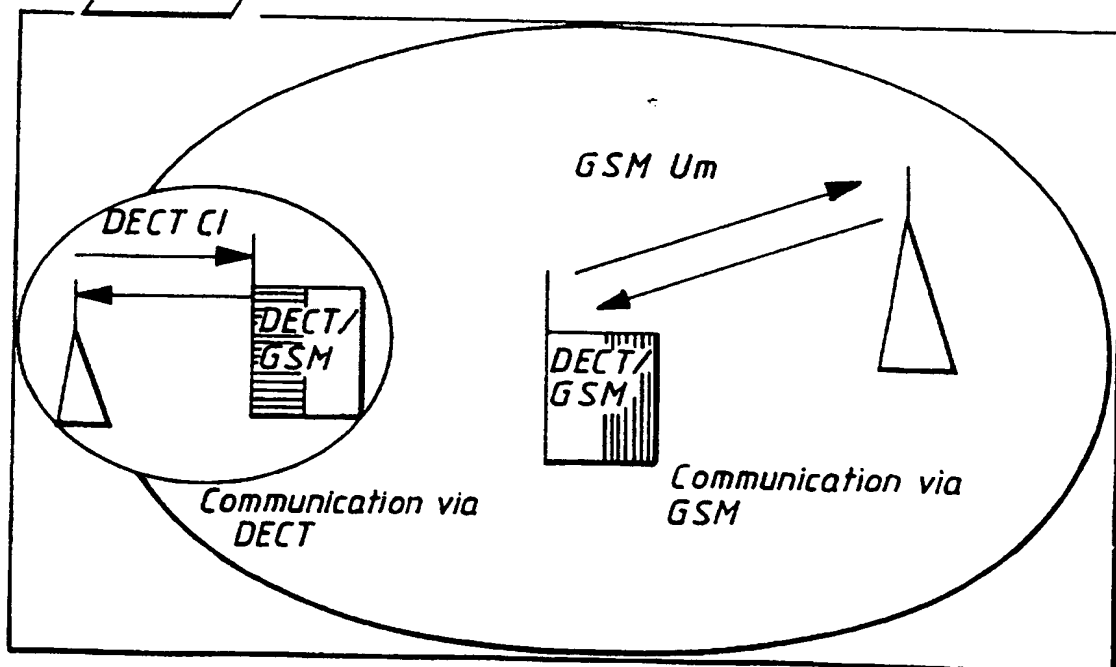 GSM Um
DECT CI
DECT/
GSM
DECT/
GSM
Communication via
GSM
Communication via
DECT